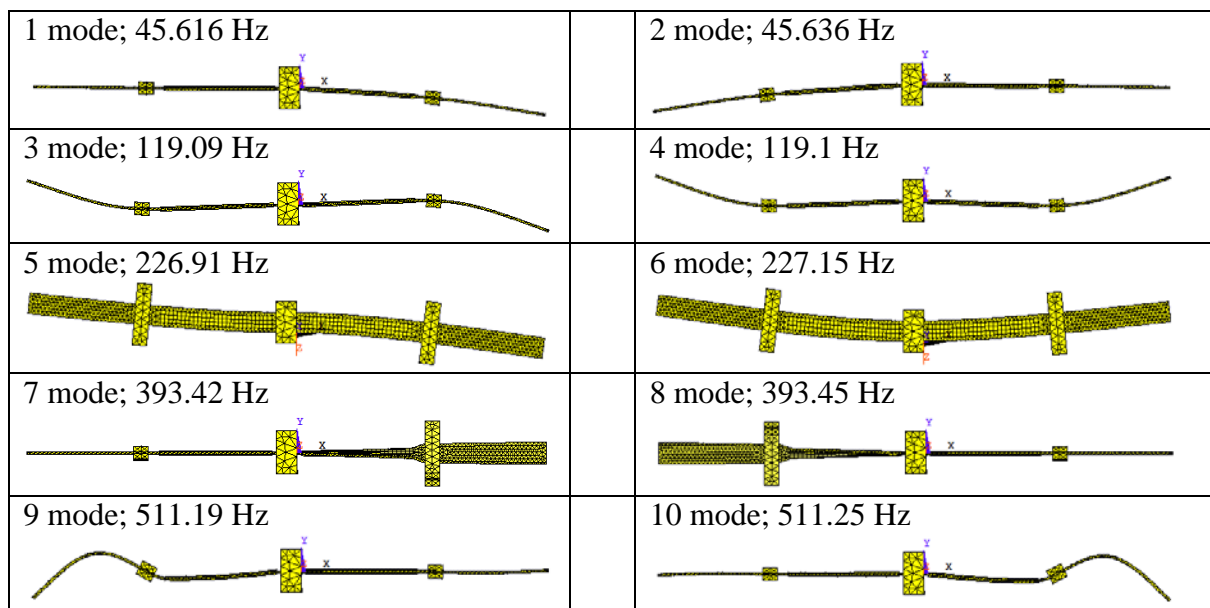 1 mode; 45.616 Hz
2 mode; 45.636 Hz
Y
X
Y
X
3 mode; 119.09 Hz
4 mode; 119.1 Hz
Y
X
Y
X
5 mode; 226.91 Hz
6 mode; 227.15 Hz
Z
Z
7 mode; 393.42 Hz
8 mode; 393.45 Hz
Y
X
Y
X
9 mode; 511.19 Hz
10 mode; 511.25 Hz
Y
X
Y
X